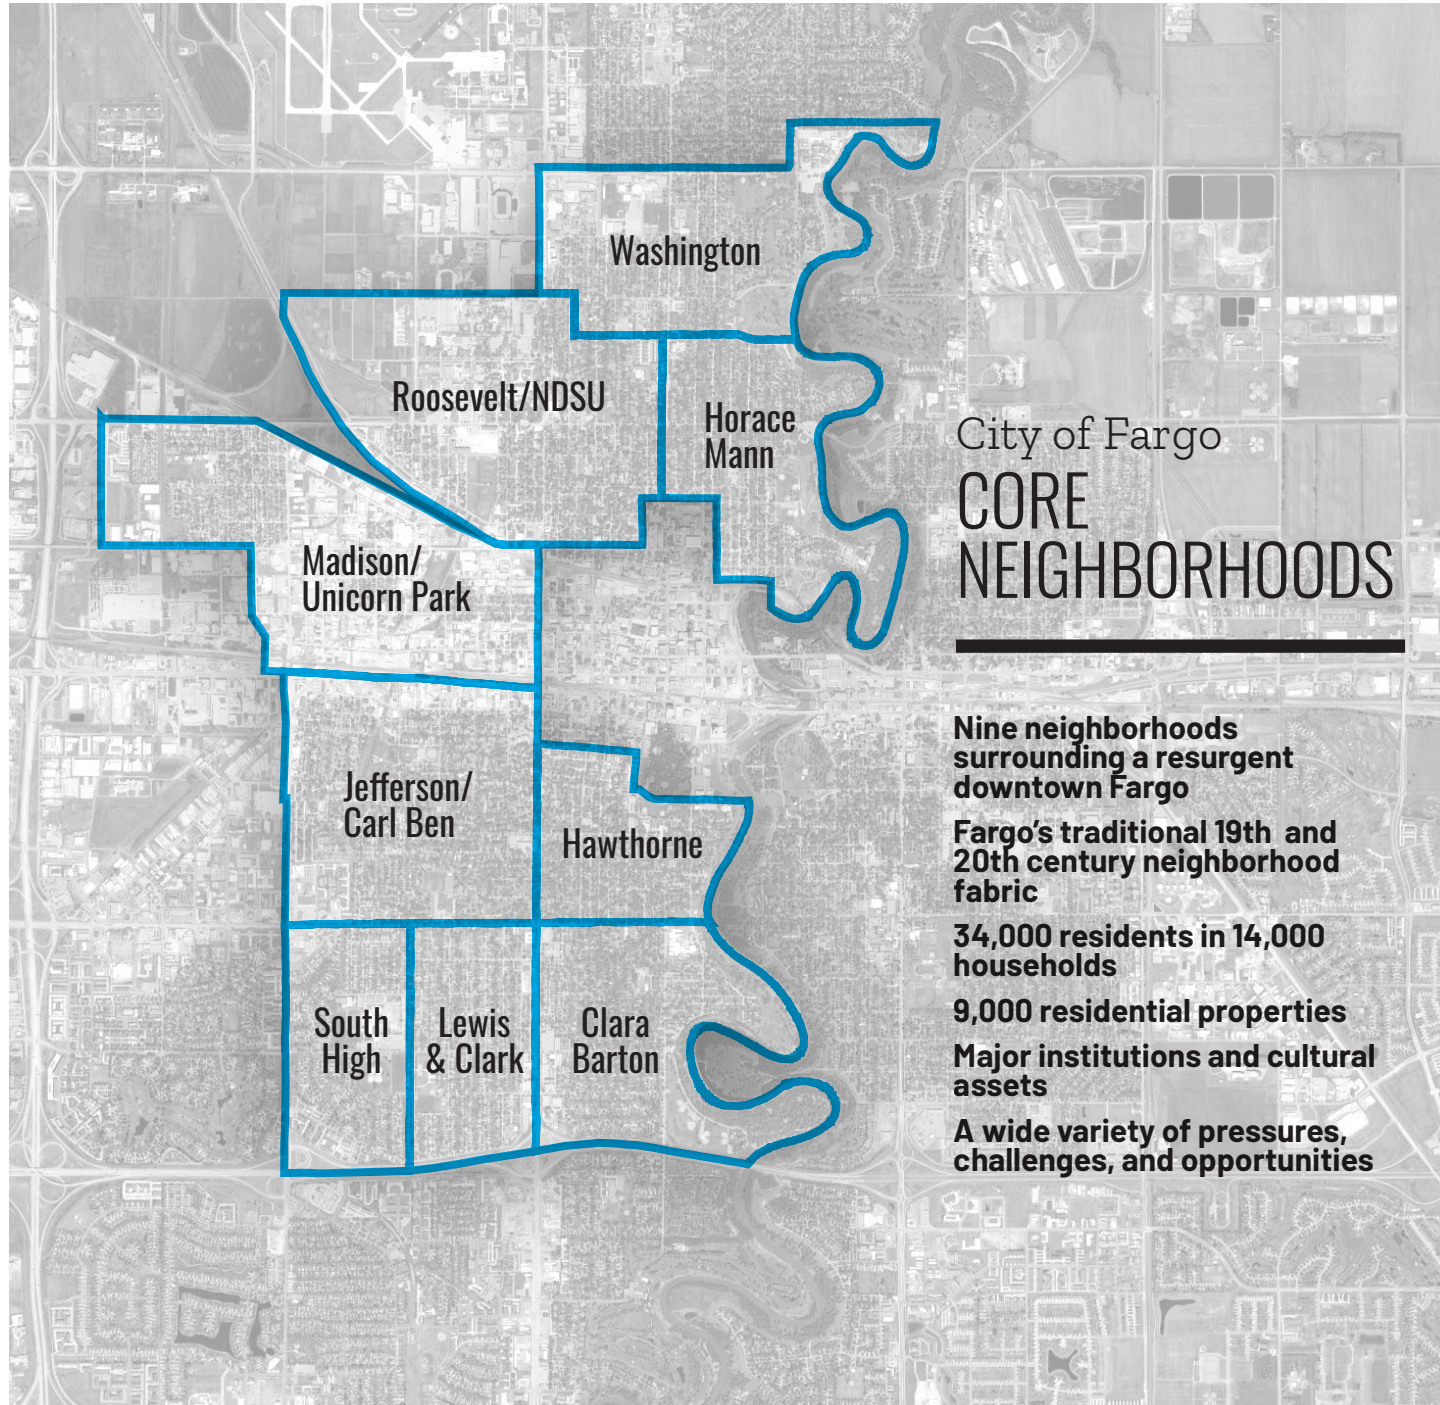 Washington
Roosevelt/NDSU
Horace
Mann
Madison/
Unicorn Park
Jefferson/
Carl Ben
Hawthorne
South
High
Lewis
& Clark
Clara
Barton
City of Fargo
CORE
NEIGHBORHOODS
Nine neighborhoods
surrounding a resurgent
downtown Fargo
Fargo's traditional 19th and
20th century neighborhood
fabric
34,000 residents in 14,000
households
9,000 residential properties
Major institutions and cultural
assets
A wide variety of pressures,
challenges, and opportunities